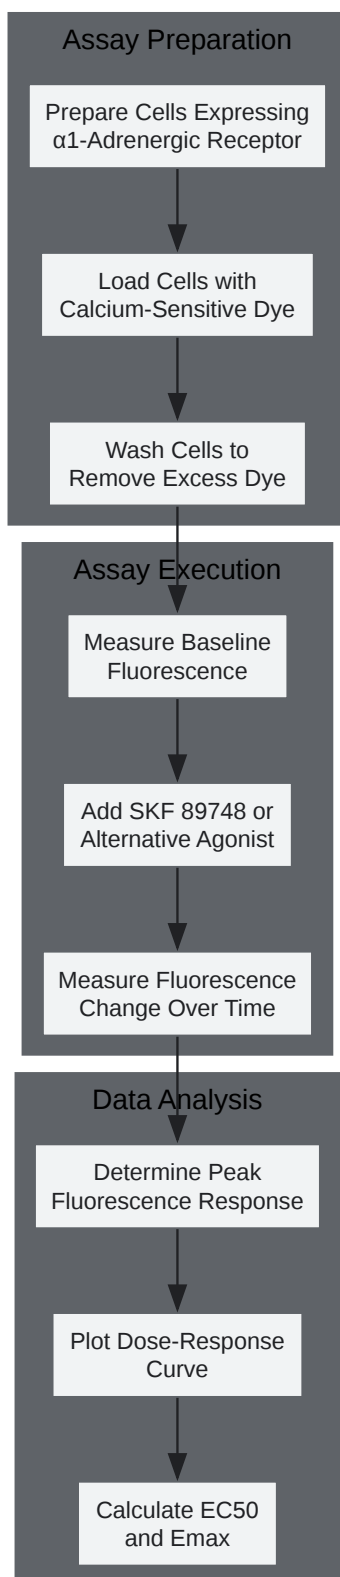 Assay Preparation
Prepare Cells Expressing
α1-Adrenergic Receptor
Load Cells with
Calcium-Sensitive Dye
Wash Cells to
Remove Excess Dye
Assay Execution
Measure Baseline
Fluorescence
Add SKF 89748 or
Alternative Agonist
Measure Fluorescence
Change Over Time
Data Analysis
Determine Peak
Fluorescence Response
Plot Dose-Response
Curve
Calculate EC50
and Emax